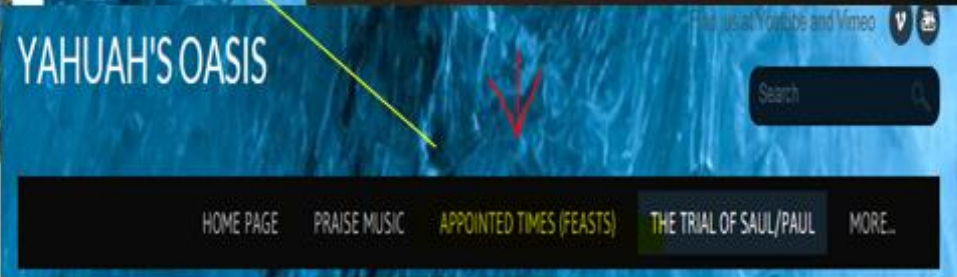 Find us at Youtube and Vimeo
YAHUAH'S OASIS
Search
HOME PAGE PRAISE MUSIC APPOINTED TIMES (FEASTS) THE TRIAL OF SAUL/PAUL MORE...